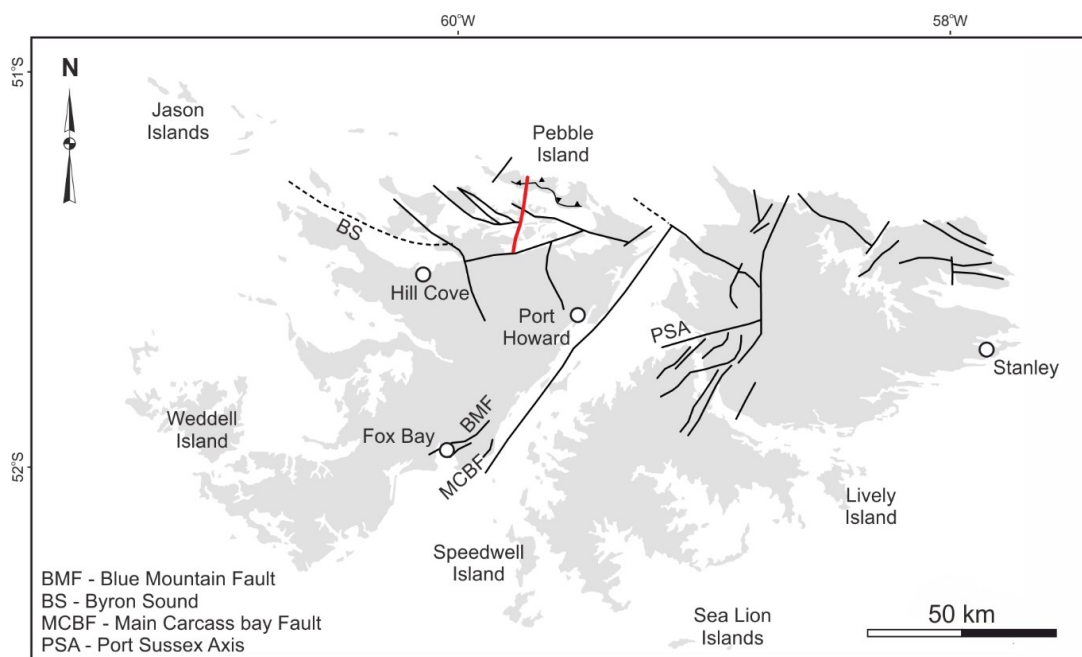 60°W
58°W
51°S
N
Jason
Islands
Pebble
Island
BS
Hill Cove
Port
Howard
PSA
Stanley
Weddell
Island
Fox Bay
BMF
52°S
MCBF
Lively
Island
Speedwell
Island
BMF - Blue Mountain Fault
BS - Byron Sound
MCBF - Main Carcass bay Fault
PSA - Port Sussex Axis
Sea Lion
Islands
50 km